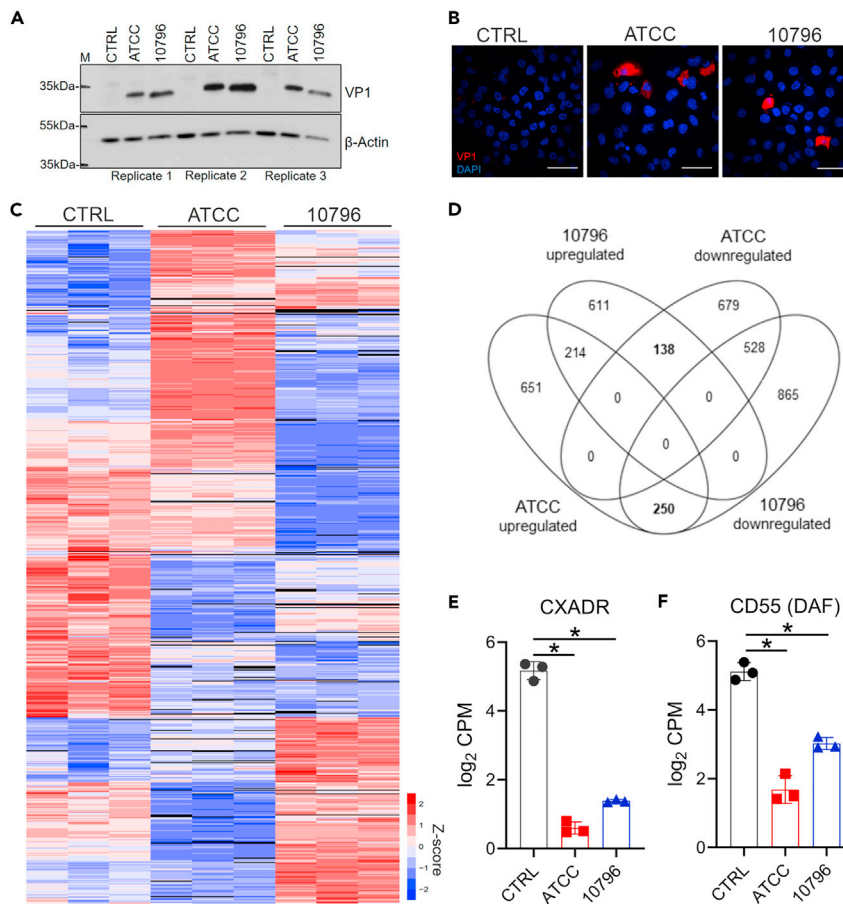 A
M CTRL ATCC 10796 CTRL ATCC 10796 CTRL ATCC 10796
35kDa-
VP1
55kDa-
β-Actin
35kDa-
Replicate 1 Replicate 2 Replicate 3
B
CTRL ATCC 10796
VP1
DAPI
C
CTRL ATCC 10796
2
1
0
-1
-2
Z-score
D
10796
upregulated
ATCC
downregulated
611 679
214 138 528
651 0 0 865
0
0 0
250
ATCC
upregulated
10796
downregulated
E
CXADR
*
*
6
4
2
0
log2 CPM
CTRL
ATCC
10796
F
CD55 (DAF)
*
*
6
4
2
0
log2 CPM
CTRL
ATCC
10796